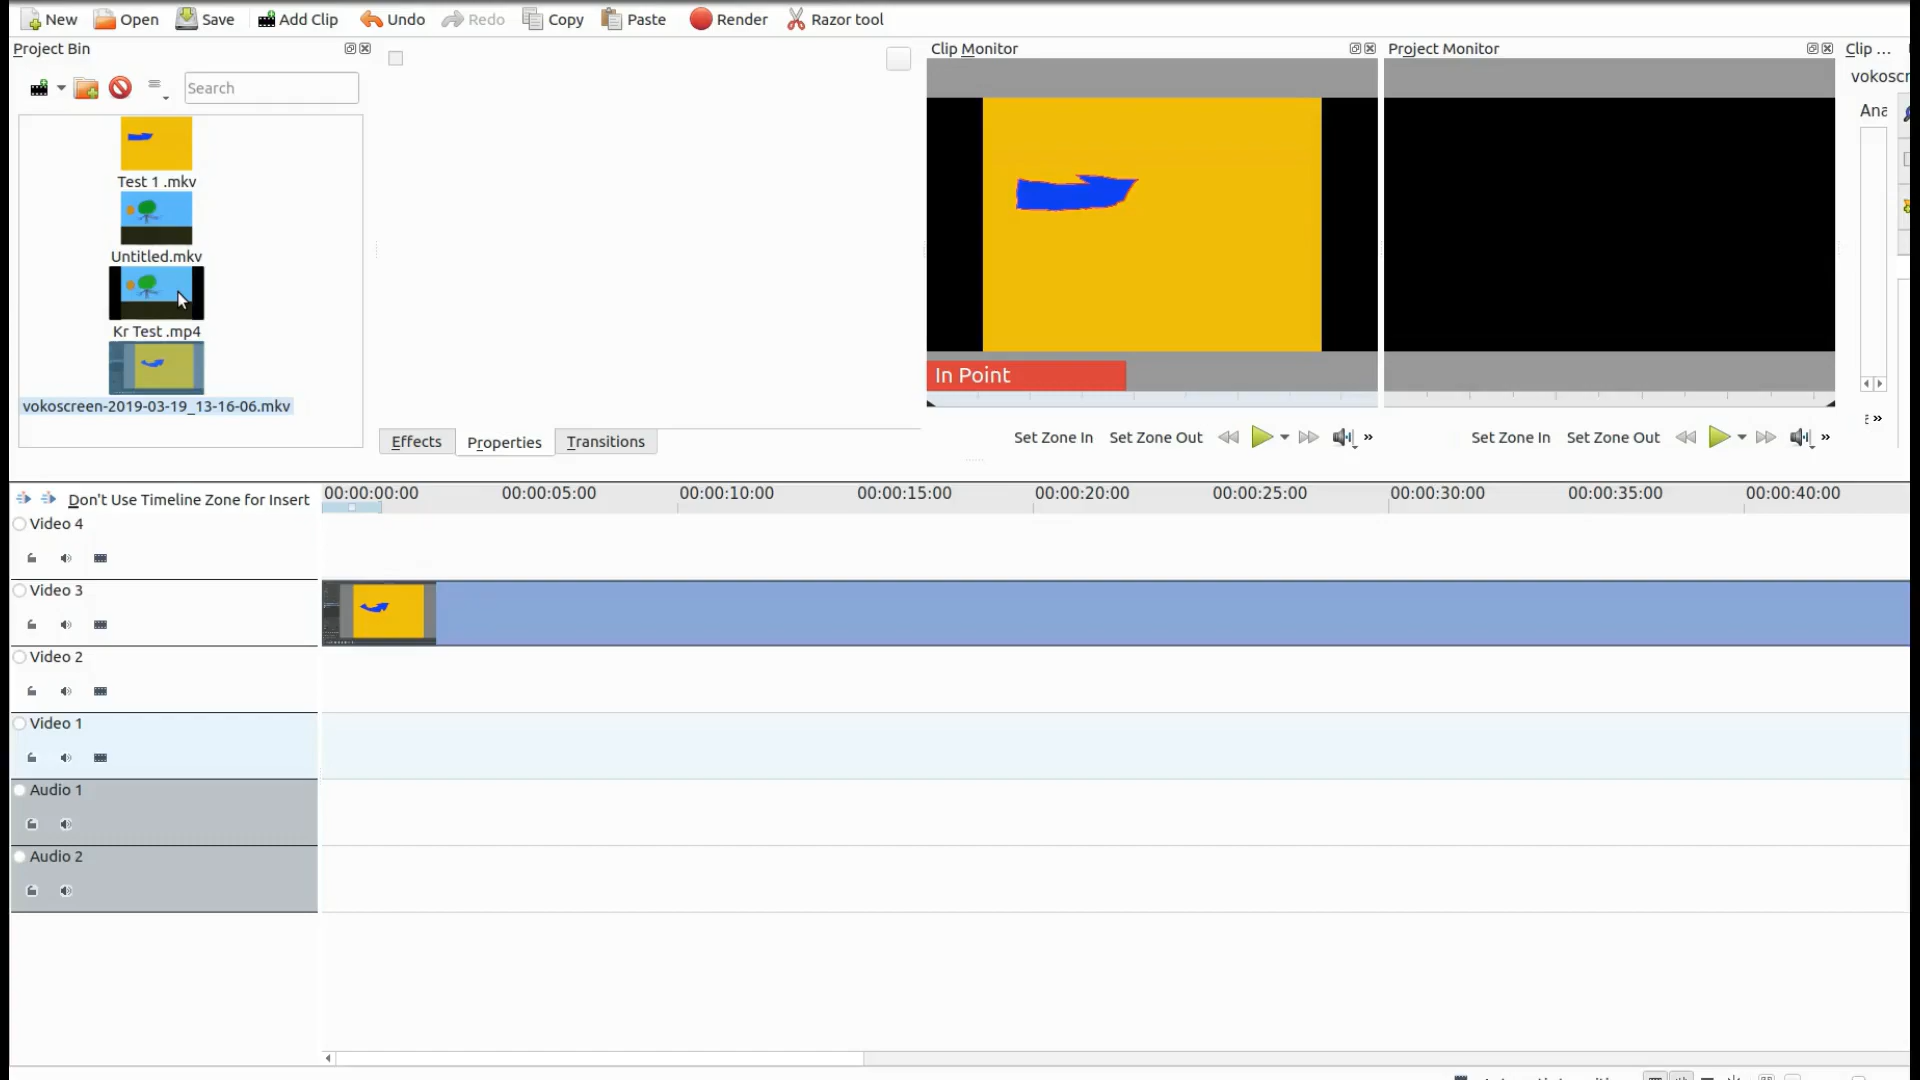 New Open Save Add Clip Undo Redo Copy Paste Render Razor tool
Project Bin
Search
Test 1 .mkv
Untitled.mkv
Kr Test .mp4
vokoscreen-2019-03-19_13-16-06.mkv
Effects Properties Transitions
Clip Monitor
In Point
Set Zone In Set Zone Out »
Project Monitor
Set Zone In Set Zone Out »
Clip ...
vokoscr
Ana
»
Don't Use Timeline Zone for Insert
00:00:00:00 00:00:05:00 00:00:10:00 00:00:15:00 00:00:20:00 00:00:25:00 00:00:30:00 00:00:35:00 00:00:40:00
Video 4
Video 3
Video 2
Video 1
Audio 1
Audio 2